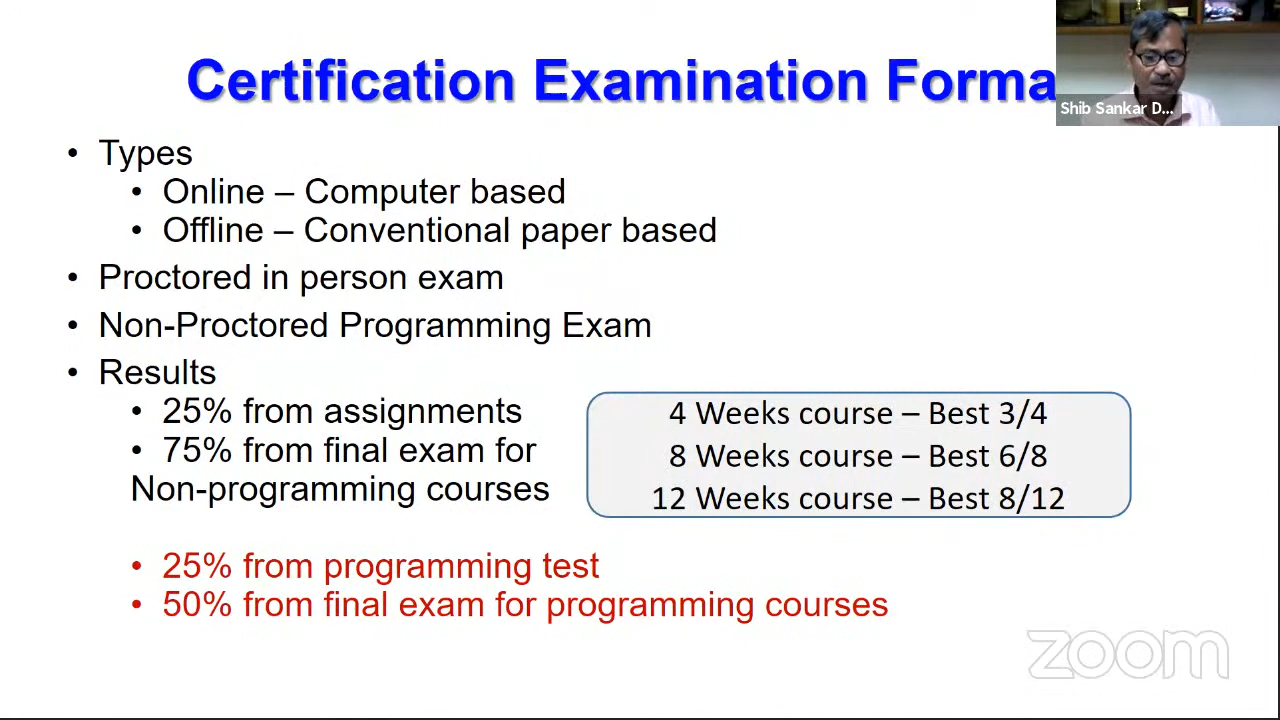 Certification Examination Forma
Shib Sankar D...
• Types
• Online – Computer based
• Offline – Conventional paper based
• Proctored in person exam
• Non-Proctored Programming Exam
• Results
• 25% from assignments
• 75% from final exam for
Non-programming courses
4 Weeks course – Best 3/4
8 Weeks course – Best 6/8
12 Weeks course – Best 8/12
• 25% from programming test
• 50% from final exam for programming courses
zoom